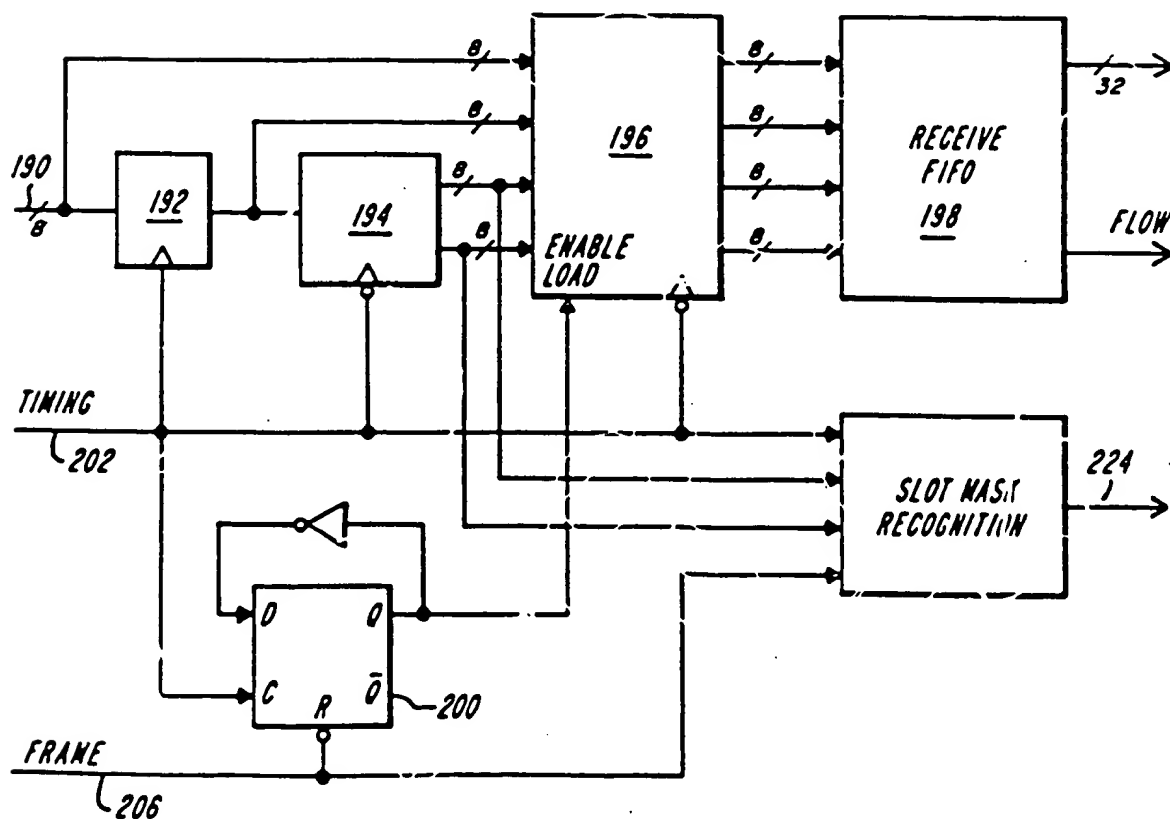 8
8
8
8
8
8
8
8
32
190
8
192
194
196
ENABLE
LOAD
RECEIVE
FIFO
198
FLOW
TIMING
202
SLOT MASK
RECOGNITION
224
D
Q
C
Q̅
R
200
FRAME
206